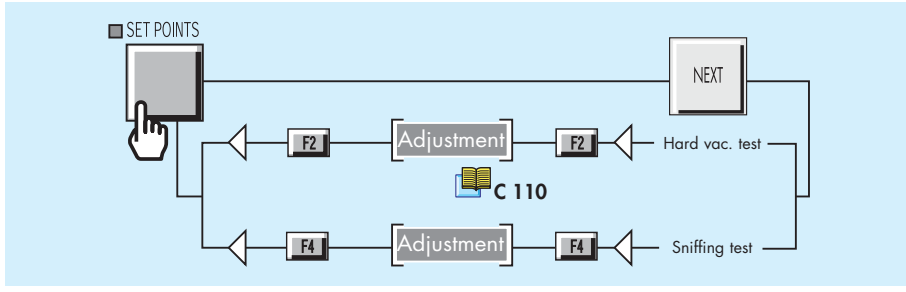 SET POINTS
NEXT
F2 Adjustment F2 Hard vac. test
C 110
F4 Adjustment F4 Sniffing test